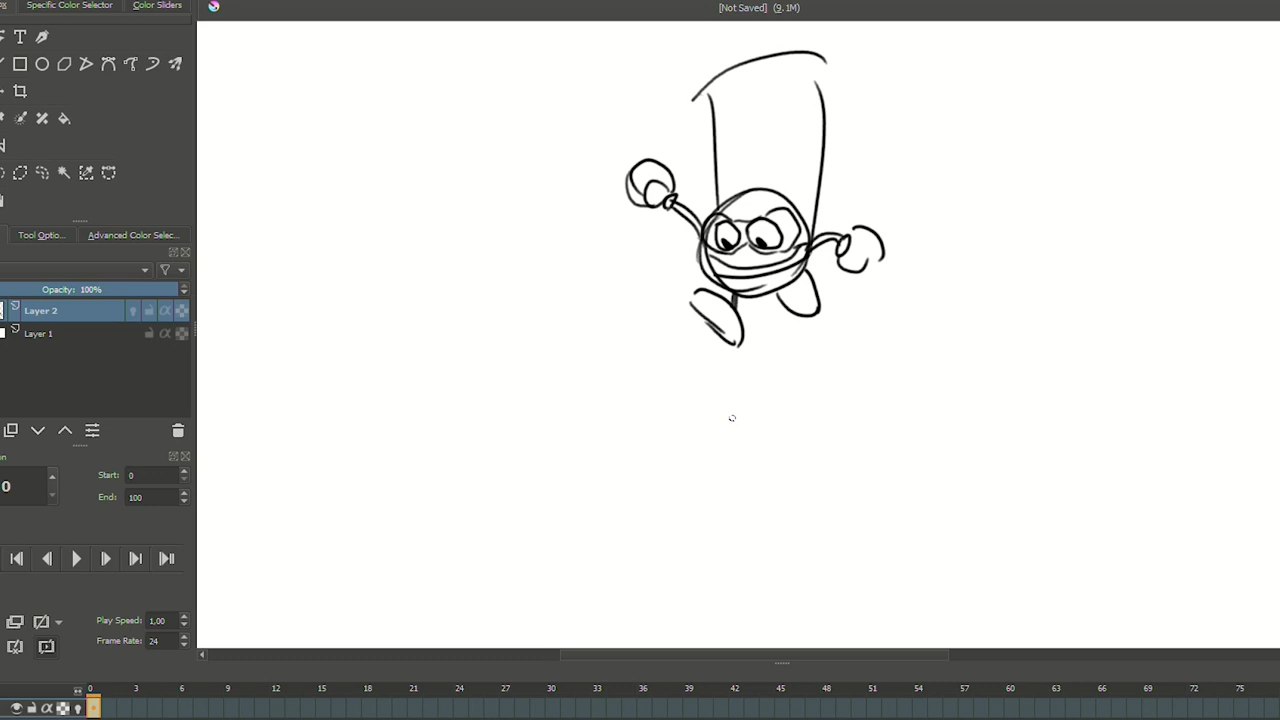 Specific Color Selector
Color Sliders
[Not Saved] (9.1M)
Tool Optio...
Advanced Color Selec...
Opacity: 100%
Layer 2
Layer 1
Start: 0
0
End: 100
Play Speed: 1,00
Frame Rate: 24
0 3 6 9 12 15 18 21 24 27 30 33 36 39 42 45 48 51 54 57 60 63 66 69 72 75